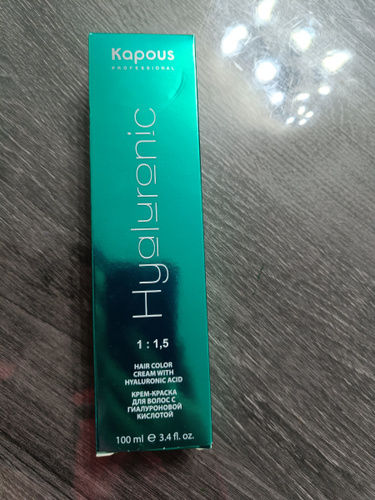 Kapous
PROFESSIONAL
Hyaluronic
1 : 1,5
HAIR COLOR
CREAM WITH
HYALURONIC ACID
КРЕМ-КРАСКА
ДЛЯ ВОЛОС С
ГИАЛУРОНОВОЙ
КИСЛОТОЙ
100 ml ℮ 3.4 fl. oz.